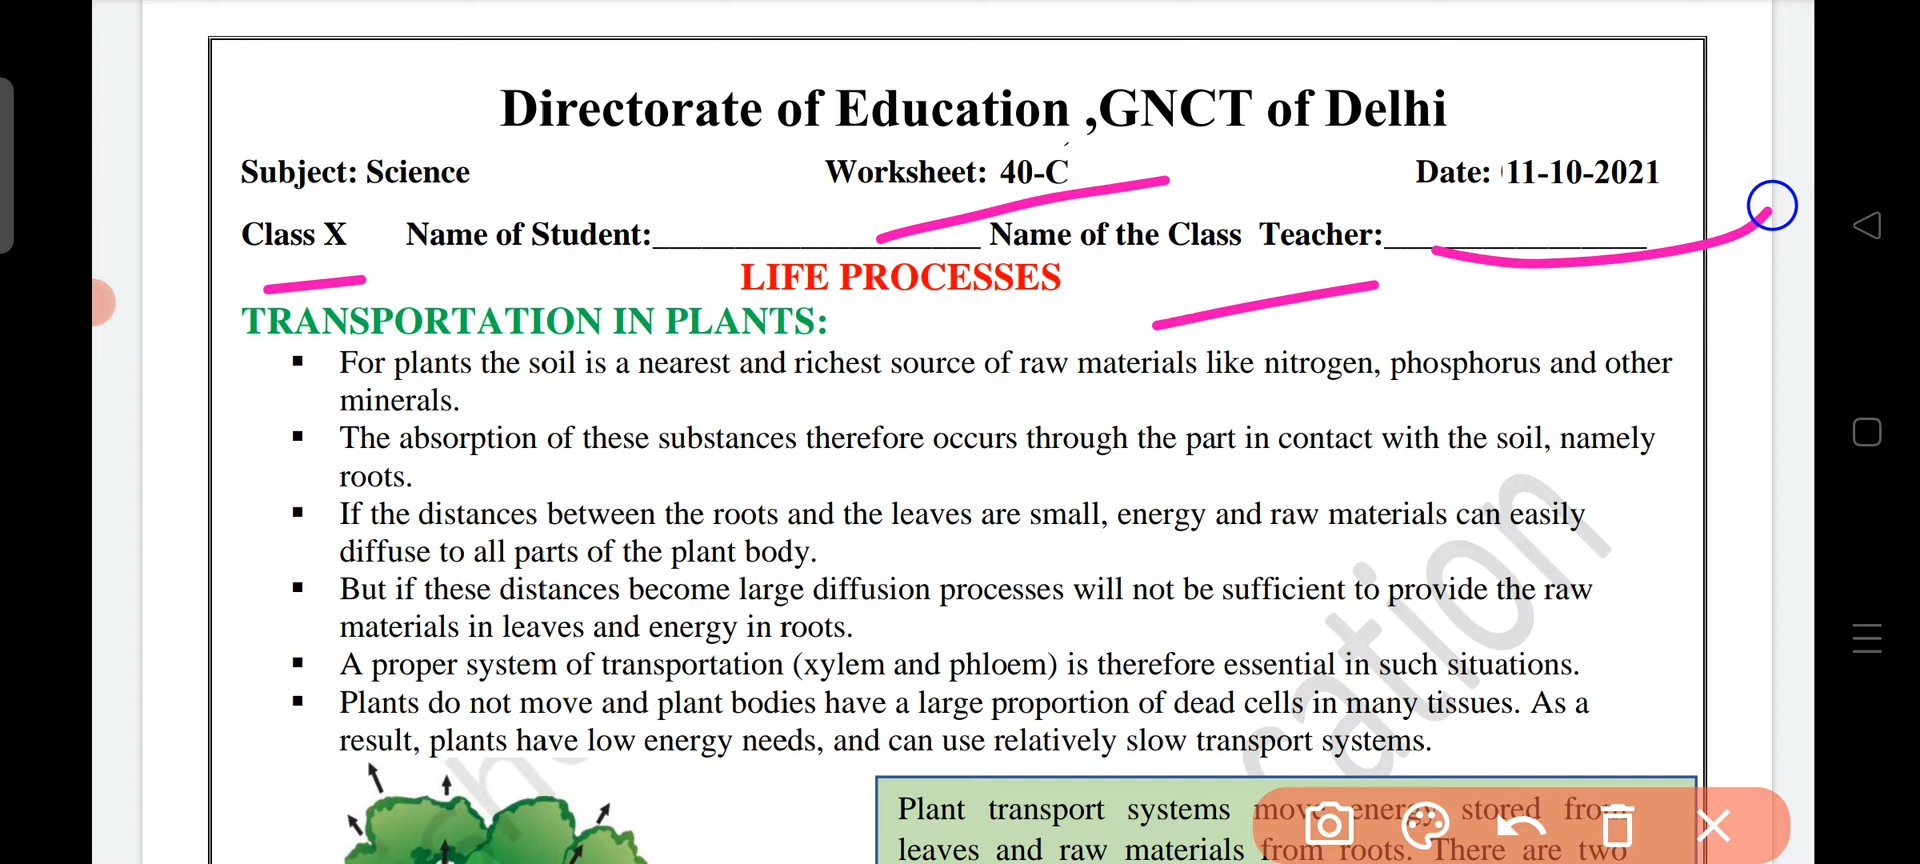 Directorate of Education ,GNCT of Delhi
Subject: Science Worksheet: 40-C Date: 11-10-2021
Class X Name of Student:____________________ Name of the Class Teacher:________________
LIFE PROCESSES
TRANSPORTATION IN PLANTS:
▪ For plants the soil is a nearest and richest source of raw materials like nitrogen, phosphorus and other
minerals.
▪ The absorption of these substances therefore occurs through the part in contact with the soil, namely
roots.
▪ If the distances between the roots and the leaves are small, energy and raw materials can easily
diffuse to all parts of the plant body.
▪ But if these distances become large diffusion processes will not be sufficient to provide the raw
materials in leaves and energy in roots.
▪ A proper system of transportation (xylem and phloem) is therefore essential in such situations.
▪ Plants do not move and plant bodies have a large proportion of dead cells in many tissues. As a
result, plants have low energy needs, and can use relatively slow transport systems.
Plant transport systems move energy stored from
leaves and raw materials from roots. There are two